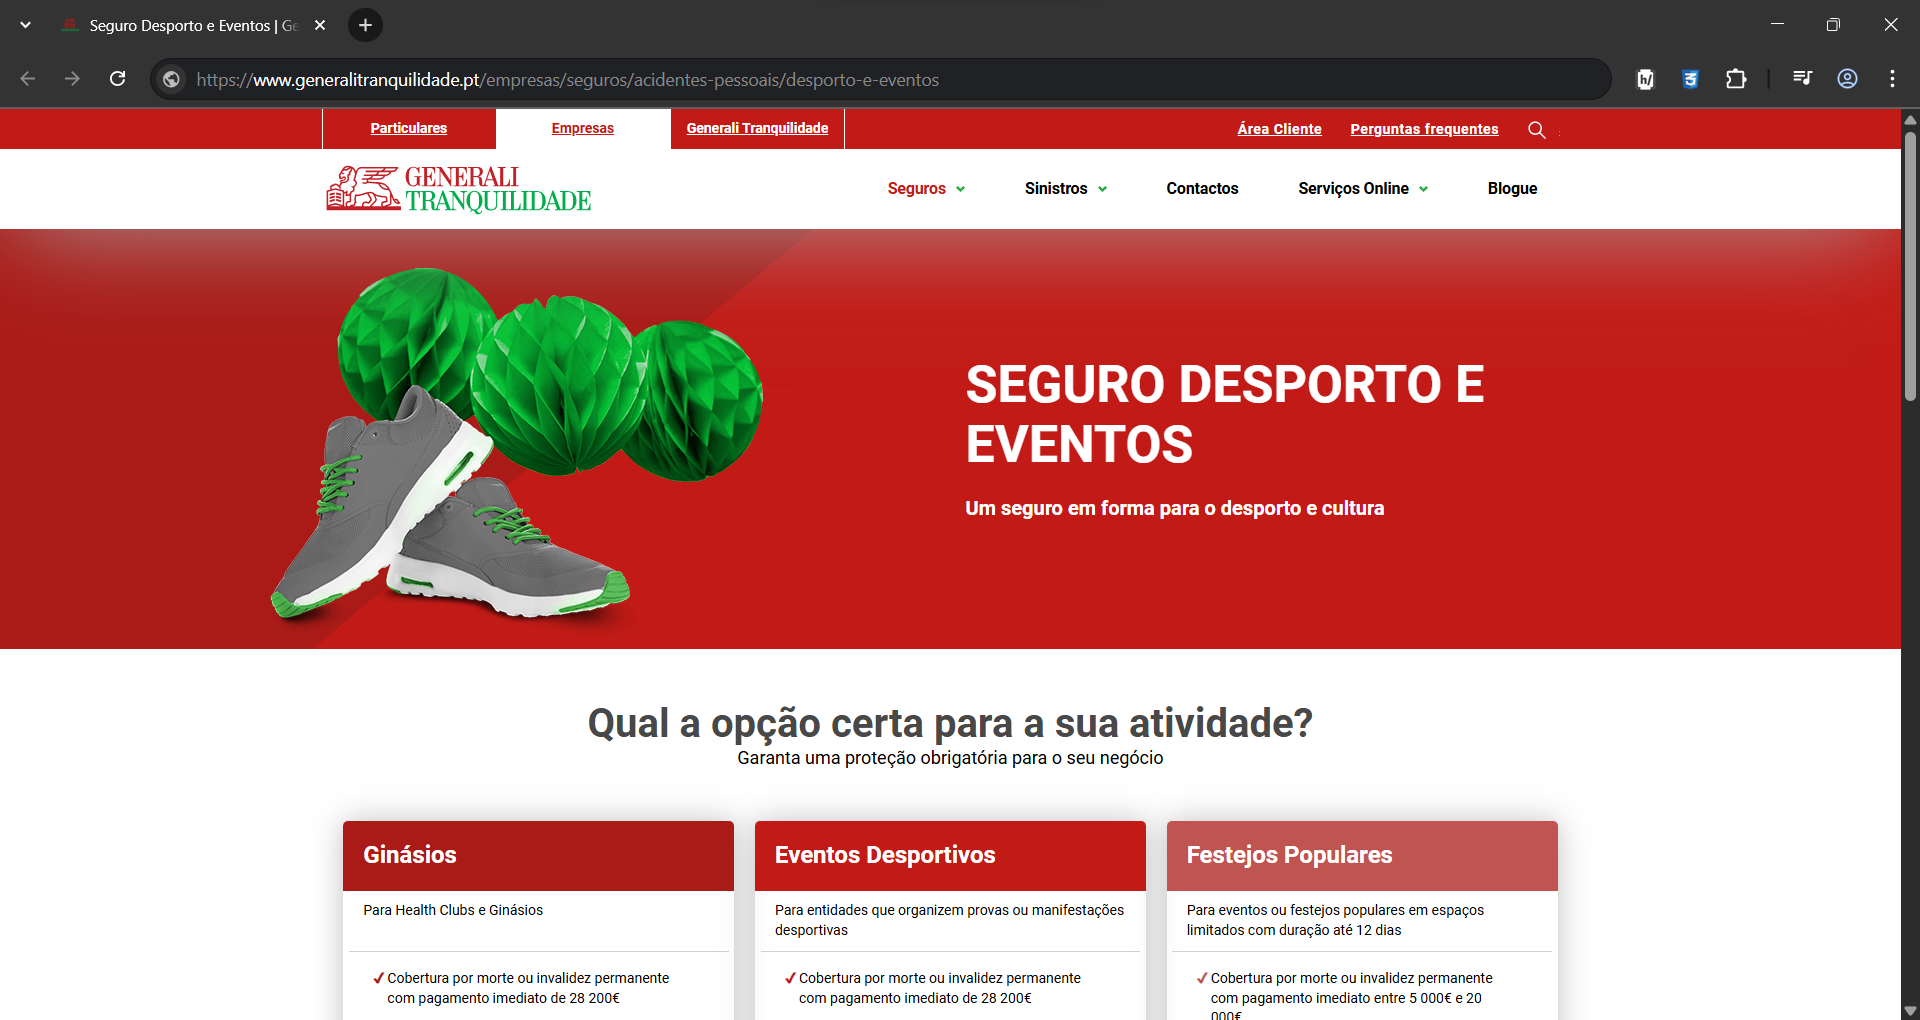 Seguro Desporto e Eventos | Ge
https://www.generalitranquilidade.pt/empresas/seguros/acidentes-pessoais/desporto-e-eventos
Particulares
Empresas
Generali Tranquilidade
Área Cliente
Perguntas frequentes
GENERALI
TRANQUILIDADE
Seguros
Sinistros
Contactos
Serviços Online
Blogue
SEGURO DESPORTO E
EVENTOS
Um seguro em forma para o desporto e cultura
Qual a opção certa para a sua atividade?
Garanta uma proteção obrigatória para o seu negócio
Ginásios
Para Health Clubs e Ginásios
Cobertura por morte ou invalidez permanente
com pagamento imediato de 28 200€
Eventos Desportivos
Para entidades que organizem provas ou manifestações
desportivas
Cobertura por morte ou invalidez permanente
com pagamento imediato de 28 200€
Festejos Populares
Para eventos ou festejos populares em espaços
limitados com duração até 12 dias
Cobertura por morte ou invalidez permanente
com pagamento imediato entre 5 000€ e 20
000€